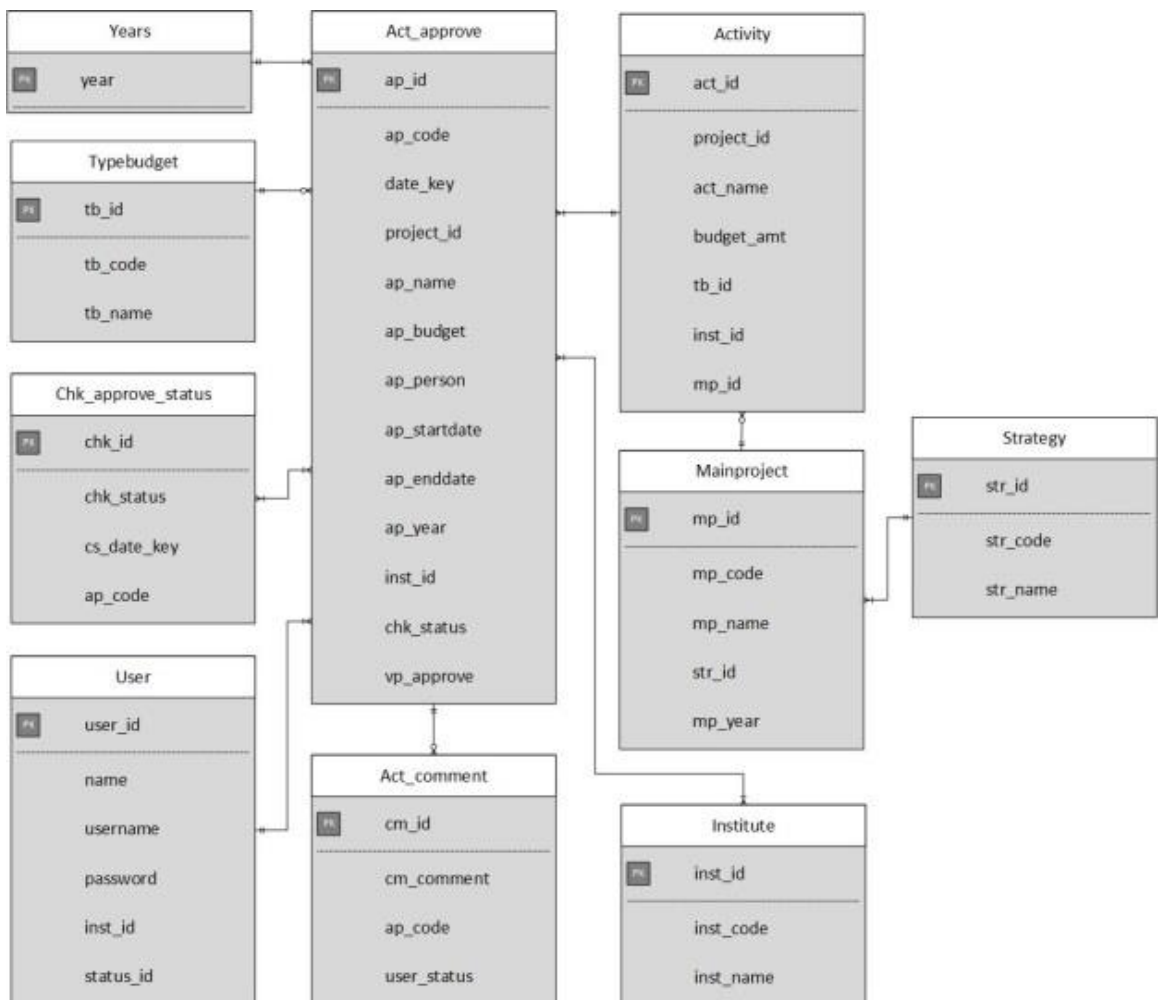 Years
PK year
Typebudget
PK tb_id
tb_code
tb_name
Chk_approve_status
PK chk_id
chk_status
cs_date_key
ap_code
User
PK user_id
name
username
password
inst_id
status_id
Act_approve
PK ap_id
ap_code
date_key
project_id
ap_name
ap_budget
ap_person
ap_startdate
ap_enddate
ap_year
inst_id
chk_status
vp_approve
Act_comment
PK cm_id
cm_comment
ap_code
user_status
Activity
PK act_id
project_id
act_name
budget_amt
tb_id
inst_id
mp_id
Mainproject
PK mp_id
mp_code
mp_name
str_id
mp_year
Institute
PK inst_id
inst_code
inst_name
Strategy
PK str_id
str_code
str_name